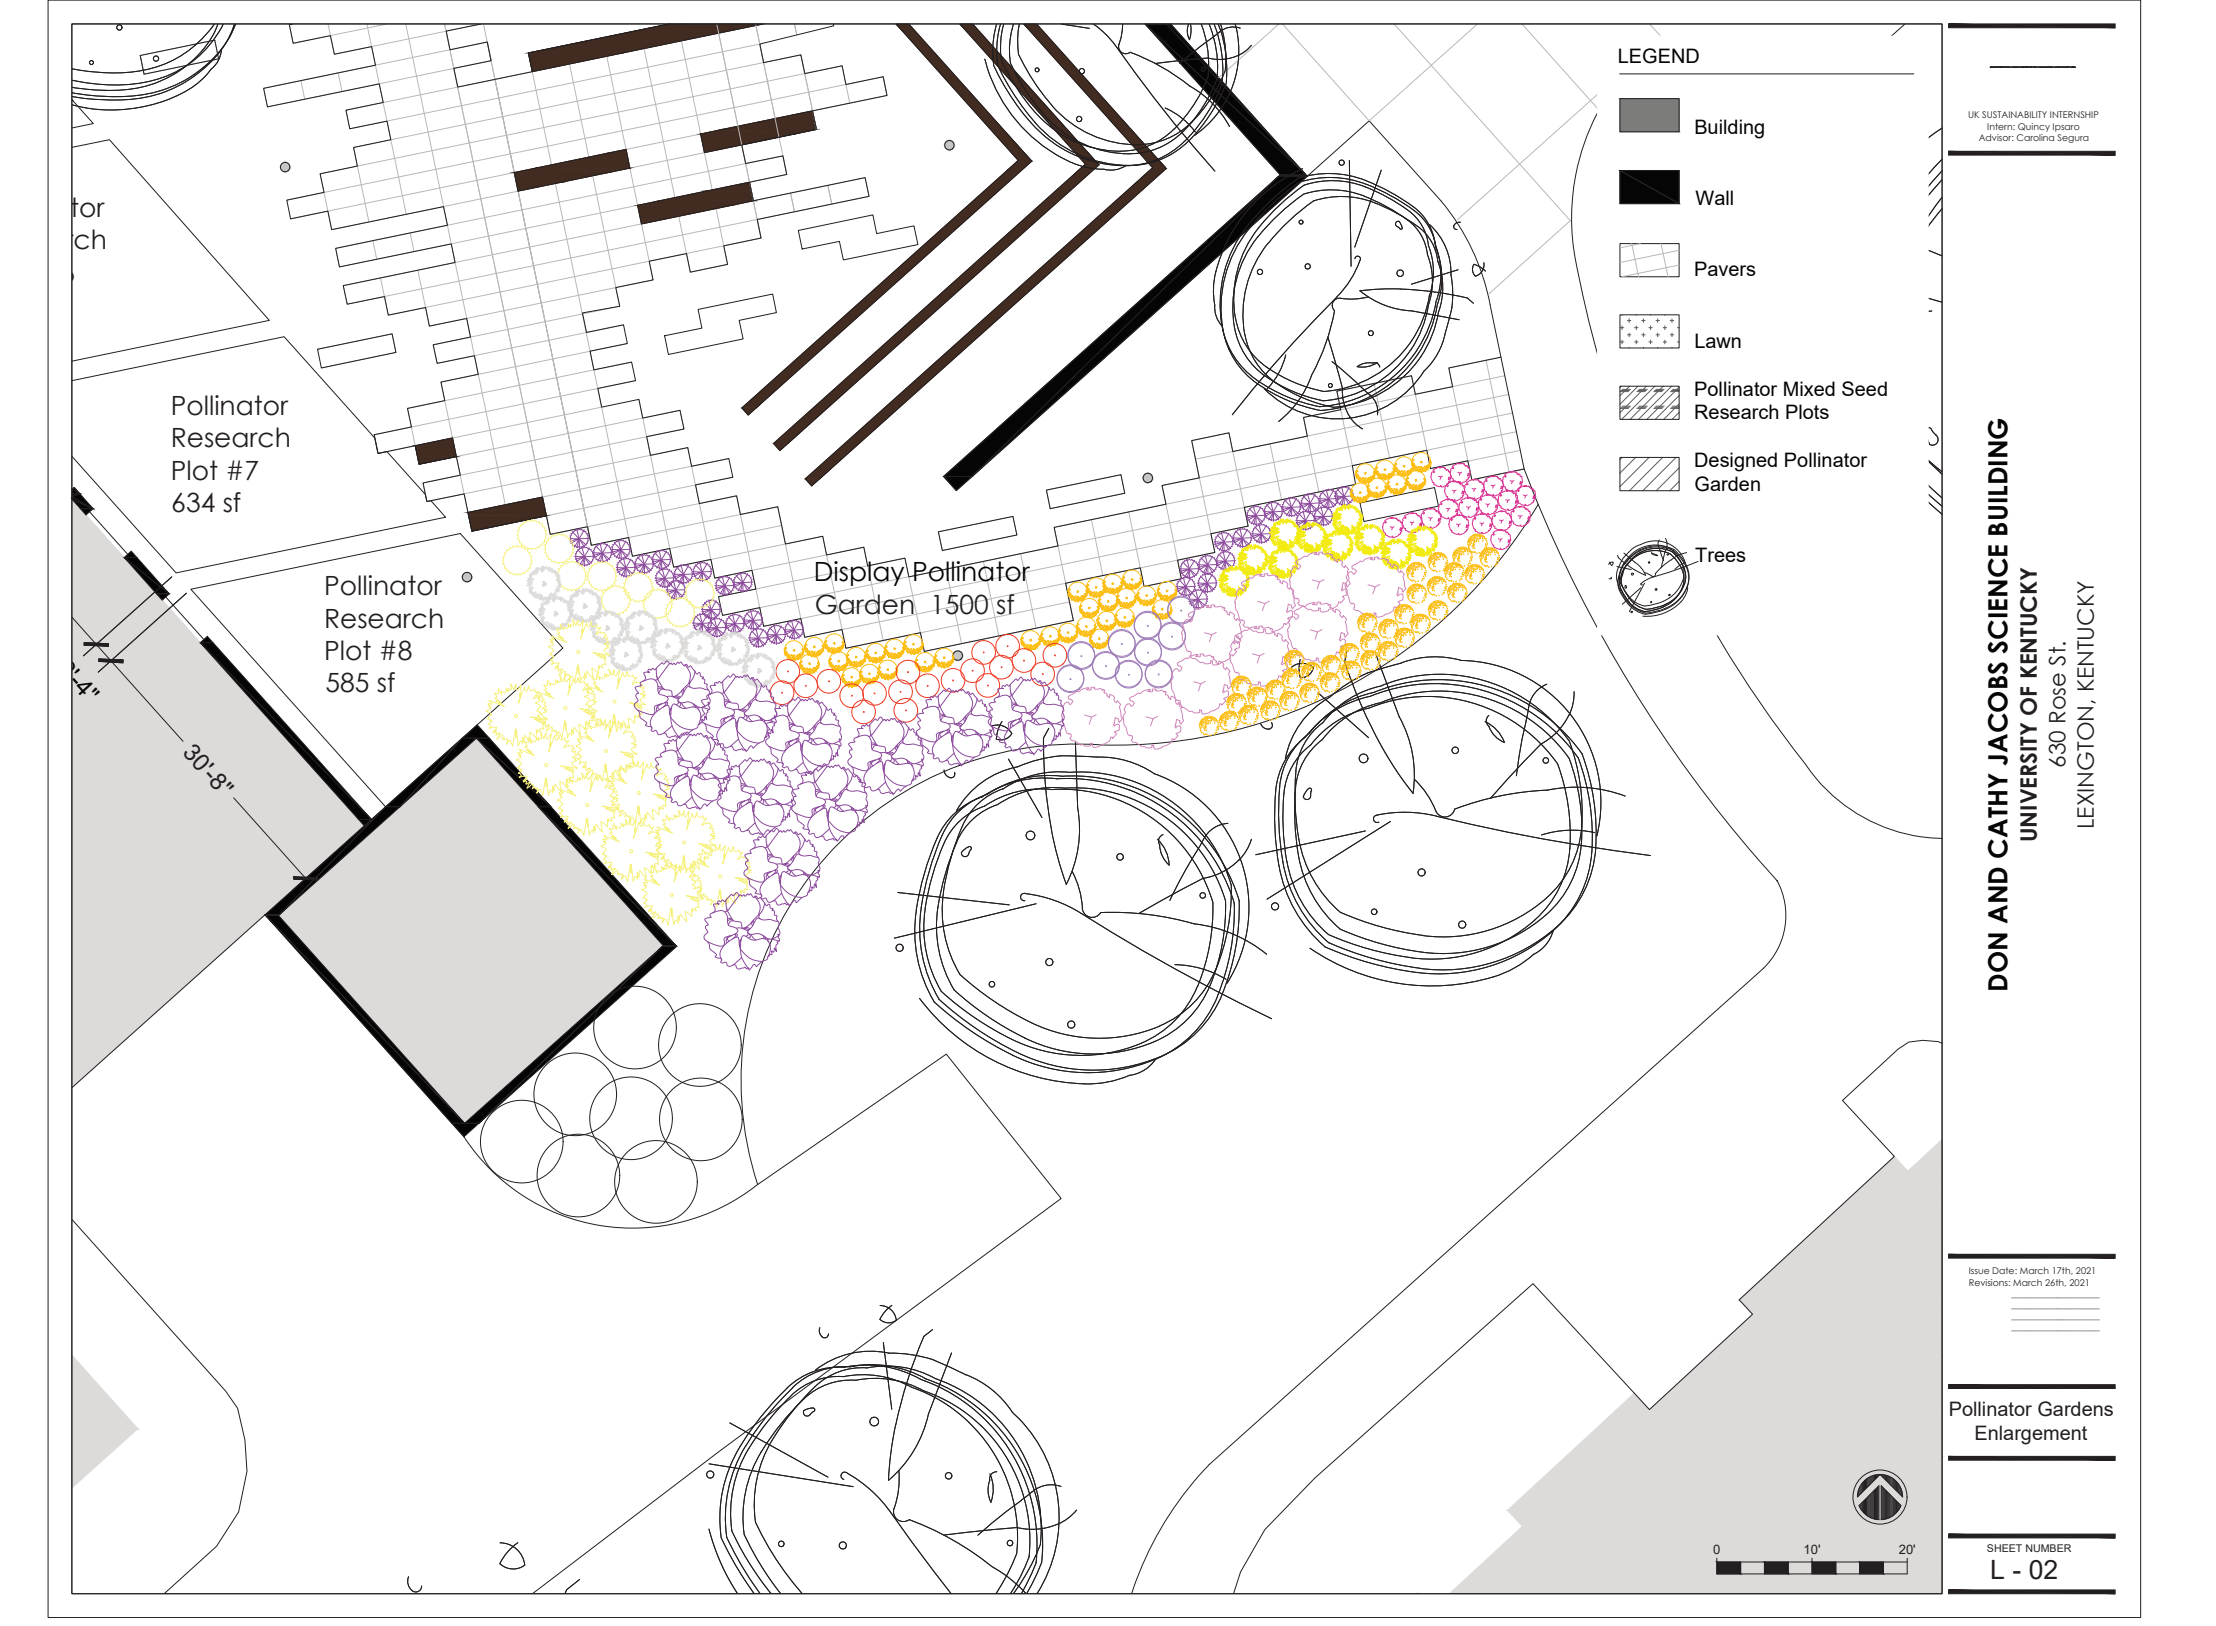 LEGEND
Building
Wall
Pavers
Lawn
Pollinator Mixed Seed
Research Plots
Designed Pollinator
Garden
Trees
tor
ch
Pollinator
Research
Plot #7
634 sf
Pollinator
Research
Plot #8
585 sf
Display Pollinator
Garden 1500 sf
'-4"
30'-8"
0 10' 20'
UK SUSTAINABILITY INTERNSHIP
Intern: Quincy Ipsaro
Advisor: Carolina Segura
DON AND CATHY JACOBS SCIENCE BUILDING
UNIVERSITY OF KENTUCKY
630 Rose St.
LEXINGTON, KENTUCKY
Issue Date: March 17th, 2021
Revisions: March 26th, 2021
Pollinator Gardens
Enlargement
SHEET NUMBER
L - 02